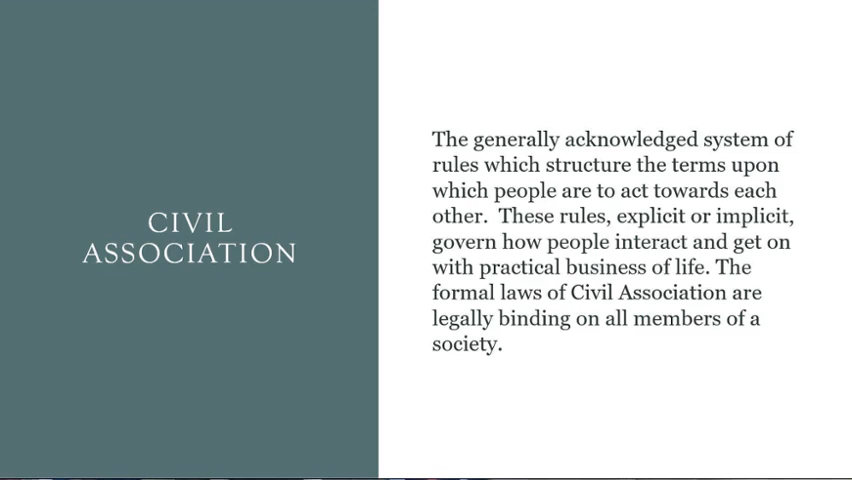 CIVIL
ASSOCIATION
The generally acknowledged system of
rules which structure the terms upon
which people are to act towards each
other.  These rules, explicit or implicit,
govern how people interact and get on
with practical business of life. The
formal laws of Civil Association are
legally binding on all members of a
society.